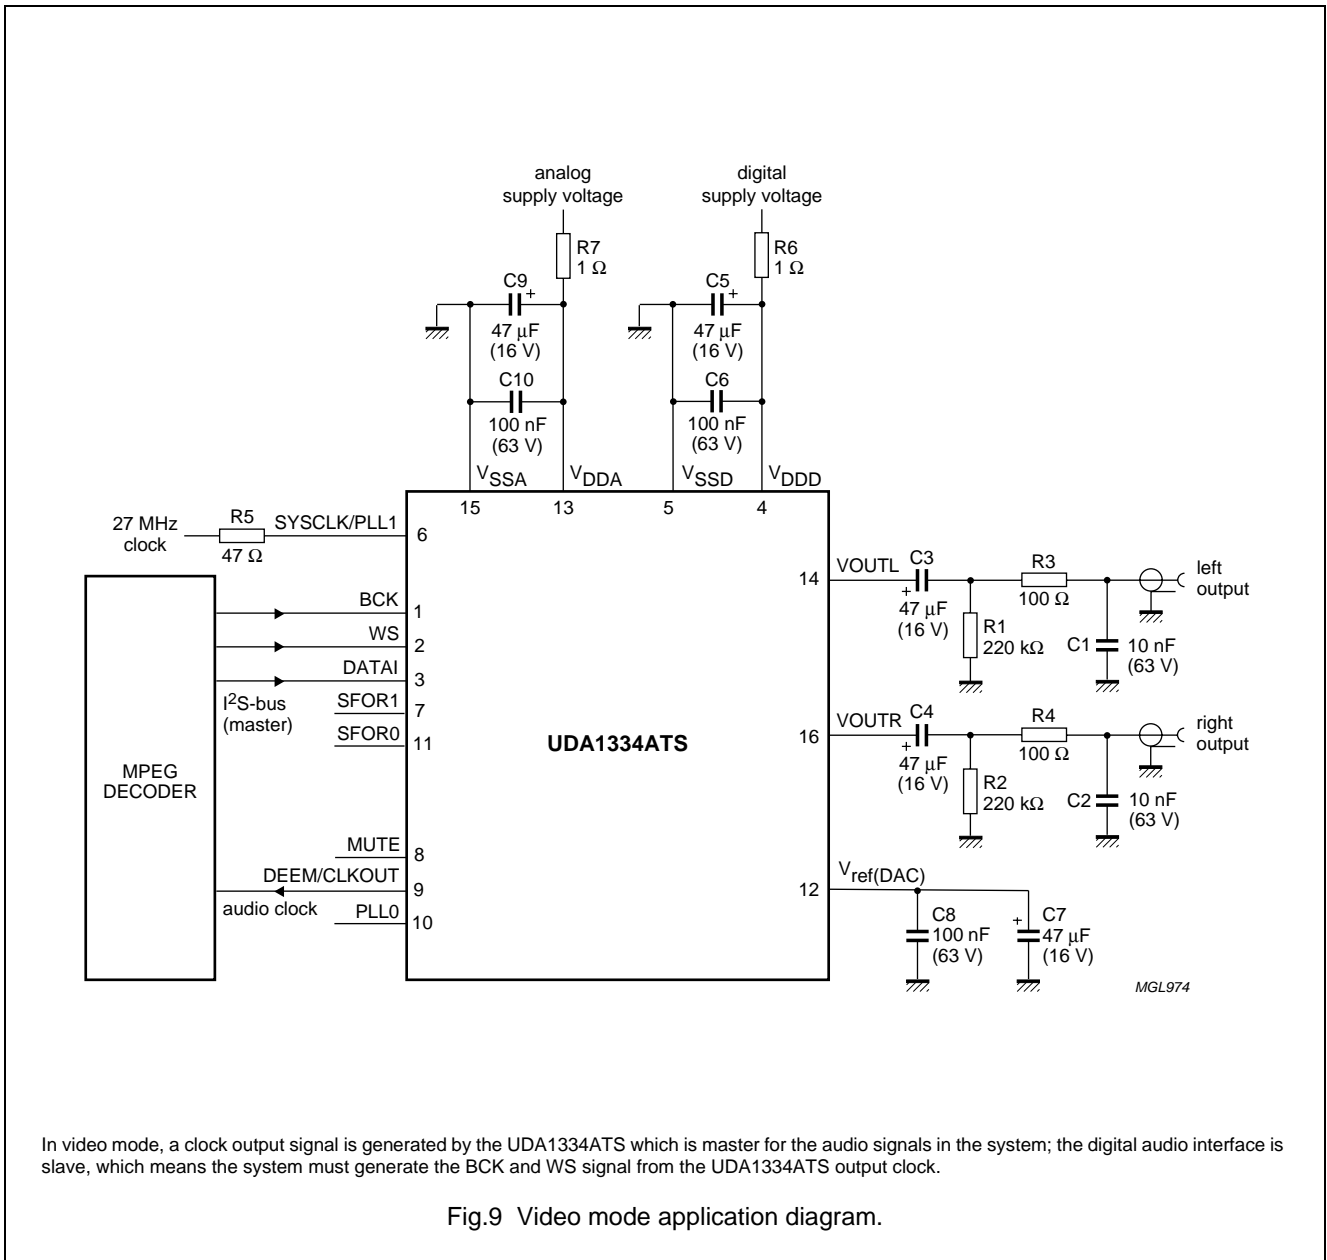 analog
supply voltage
digital
supply voltage
R7
1 Ω
R6
1 Ω
C9
+
47 μF
(16 V)
C5
+
47 μF
(16 V)
C10
100 nF
(63 V)
C6
100 nF
(63 V)
VSSA
VDDA
VSSD
VDDD
15
13
5
4
27 MHz
clock
R5
47 Ω
SYSCLK/PLL1
6
BCK
1
WS
2
DATAI
3
I2S-bus
(master)
SFOR1
7
SFOR0
11
MPEG
DECODER
UDA1334ATS
MUTE
8
DEEM/CLKOUT
9
audio clock
PLL0
10
14
VOUTL
C3
+
47 μF
(16 V)
R3
100 Ω
R1
220 kΩ
C1
10 nF
(63 V)
left
output
16
VOUTR
C4
+
47 μF
(16 V)
R4
100 Ω
R2
220 kΩ
C2
10 nF
(63 V)
right
output
12
Vref(DAC)
C8
100 nF
(63 V)
+
C7
47 μF
(16 V)
MGL974
In video mode, a clock output signal is generated by the UDA1334ATS which is master for the audio signals in the system; the digital audio interface is
slave, which means the system must generate the BCK and WS signal from the UDA1334ATS output clock.
Fig.9 Video mode application diagram.